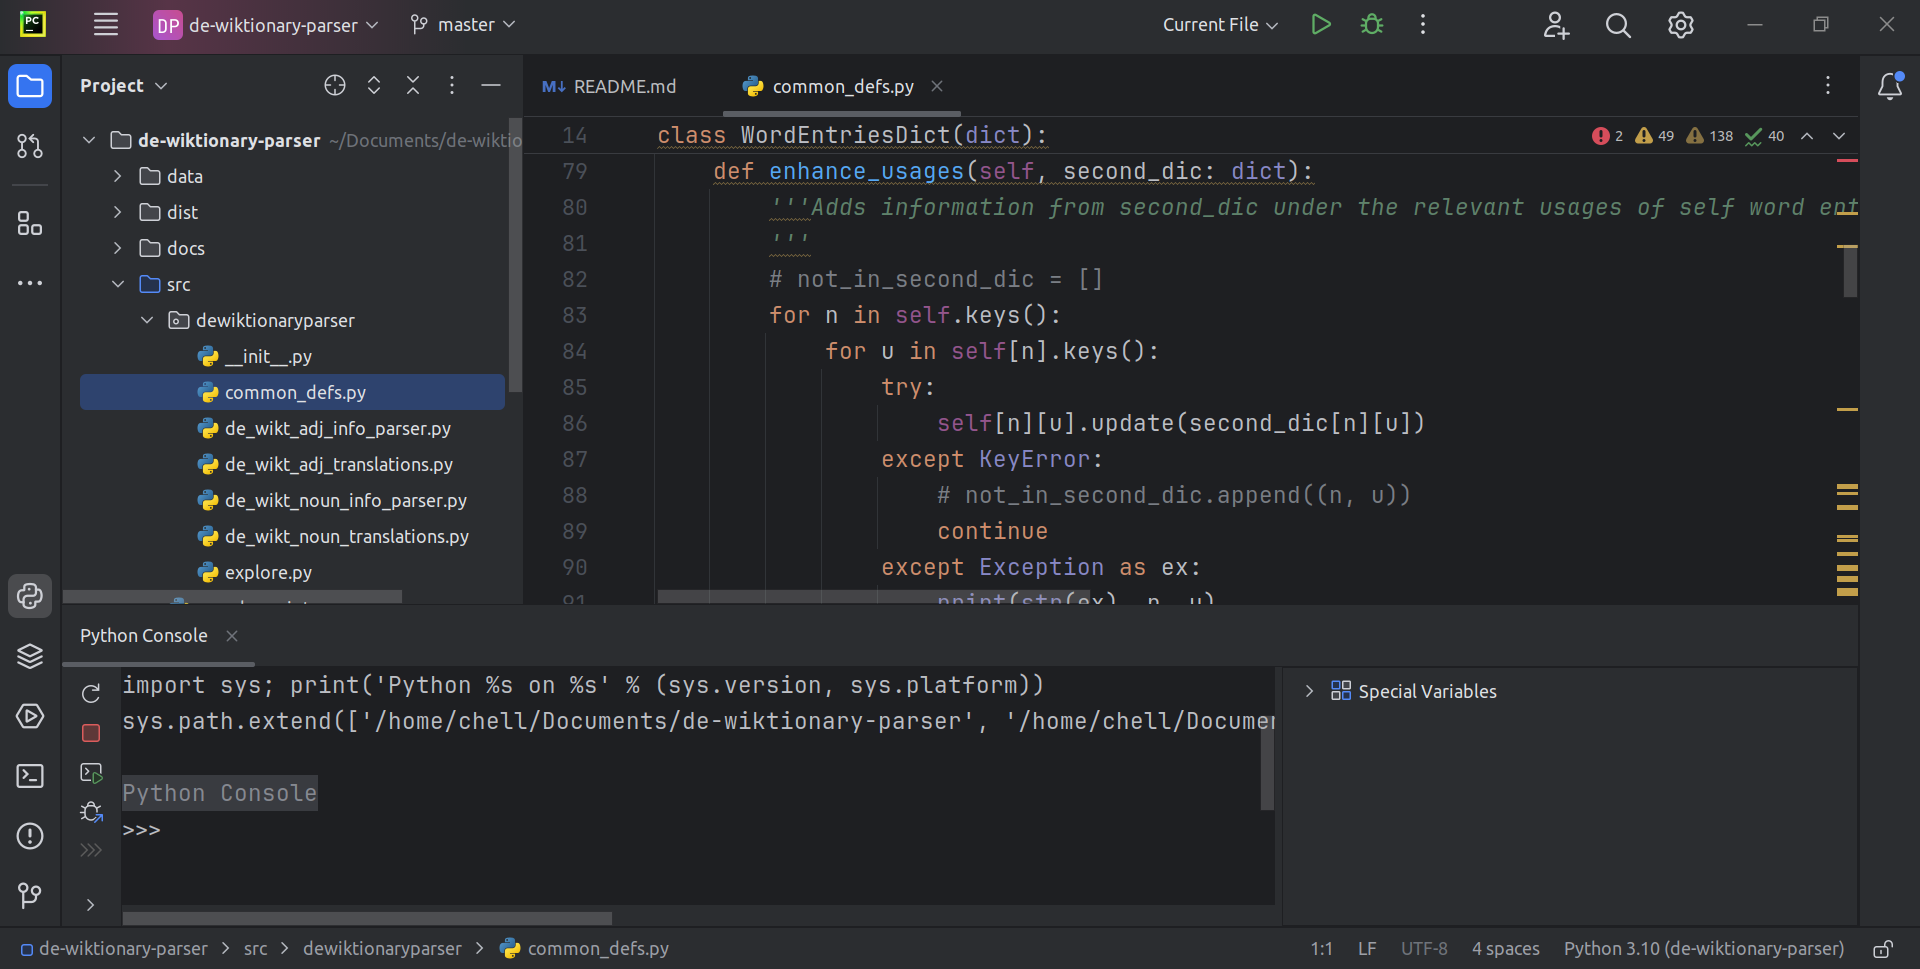 PC
DP de-wiktionary-parser
master
Current File
Project
de-wiktionary-parser ~/Documents/de-wiktio
data
dist
docs
src
dewiktionaryparser
__init__.py
common_defs.py
de_wikt_adj_info_parser.py
de_wikt_adj_translations.py
de_wikt_noun_info_parser.py
de_wikt_noun_translations.py
explore.py
M↓ README.md
common_defs.py
2 49 138 40
14 class WordEntriesDict(dict):
79 def enhance_usages(self, second_dic: dict):
80 '''Adds information from second_dic under the relevant usages of self word ent
81 '''
82 # not_in_second_dic = []
83 for n in self.keys():
84 for u in self[n].keys():
85 try:
86 self[n][u].update(second_dic[n][u])
87 except KeyError:
88 # not_in_second_dic.append((n, u))
89 continue
90 except Exception as ex:
91 print(str(ex), n, u)
Python Console
import sys; print('Python %s on %s' % (sys.version, sys.platform))
sys.path.extend(['/home/chell/Documents/de-wiktionary-parser', '/home/chell/Documen
Python Console
>>>
Special Variables
de-wiktionary-parser > src > dewiktionaryparser > common_defs.py
1:1 LF UTF-8 4 spaces Python 3.10 (de-wiktionary-parser)